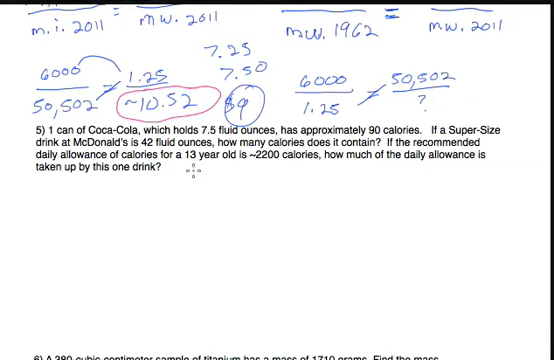 m.i. 2011 = m.w. 2011 m.w. 1962 = m.w. 2011
7.25
7.50
6000 1.25 6000 50,502
50,502 = ~10.52 $9 1.25 = ?
5) 1 can of Coca-Cola, which holds 7.5 fluid ounces, has approximately 90 calories. If a Super-Size
drink at McDonald's is 42 fluid ounces, how many calories does it contain? If the recommended
daily allowance of calories for a 13 year old is ~2200 calories, how much of the daily allowance is
taken up by this one drink?
6) A 380 cubic centimeter sample of titanium has a mass of 1710 grams. Find the mass